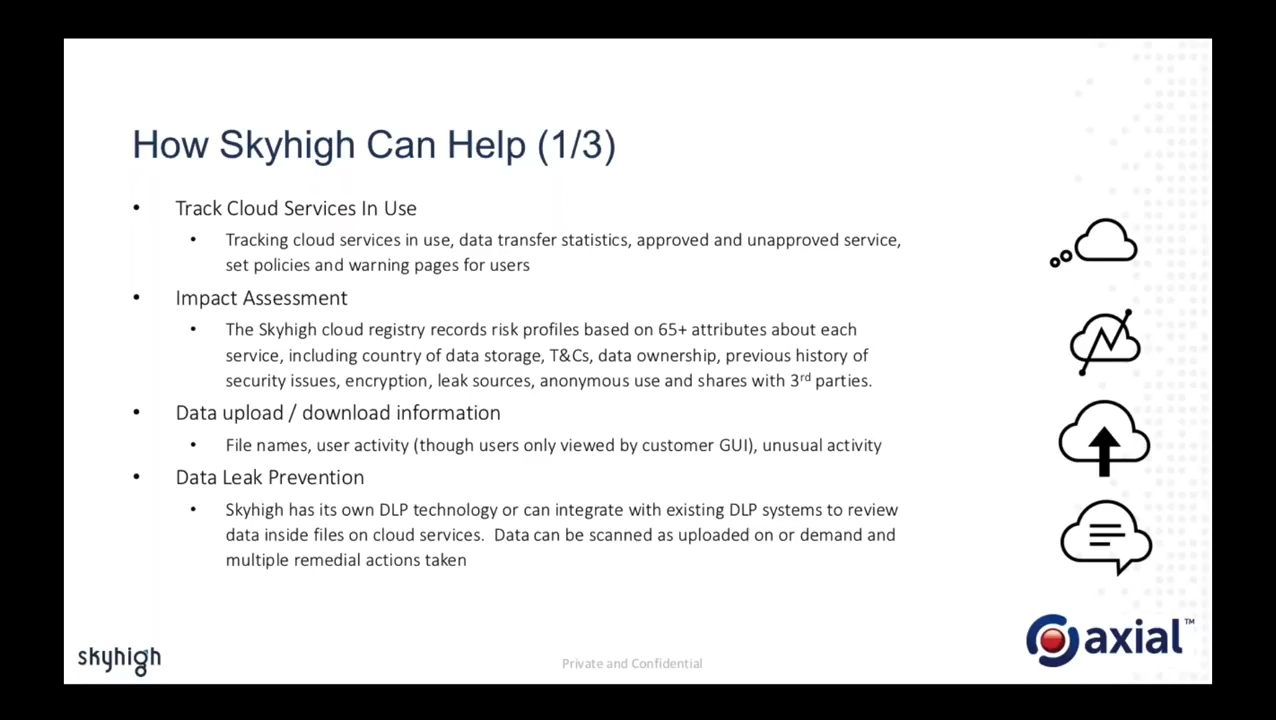 How Skyhigh Can Help (1/3)
• Track Cloud Services In Use
• Tracking cloud services in use, data transfer statistics, approved and unapproved service,
set policies and warning pages for users
• Impact Assessment
• The Skyhigh cloud registry records risk profiles based on 65+ attributes about each
service, including country of data storage, T&Cs, data ownership, previous history of
security issues, encryption, leak sources, anonymous use and shares with 3rd parties.
• Data upload / download information
• File names, user activity (though users only viewed by customer GUI), unusual activity
• Data Leak Prevention
• Skyhigh has its own DLP technology or can integrate with existing DLP systems to review
data inside files on cloud services.  Data can be scanned as uploaded on or demand and
multiple remedial actions taken
skyhigh
Private and Confidential
axial™